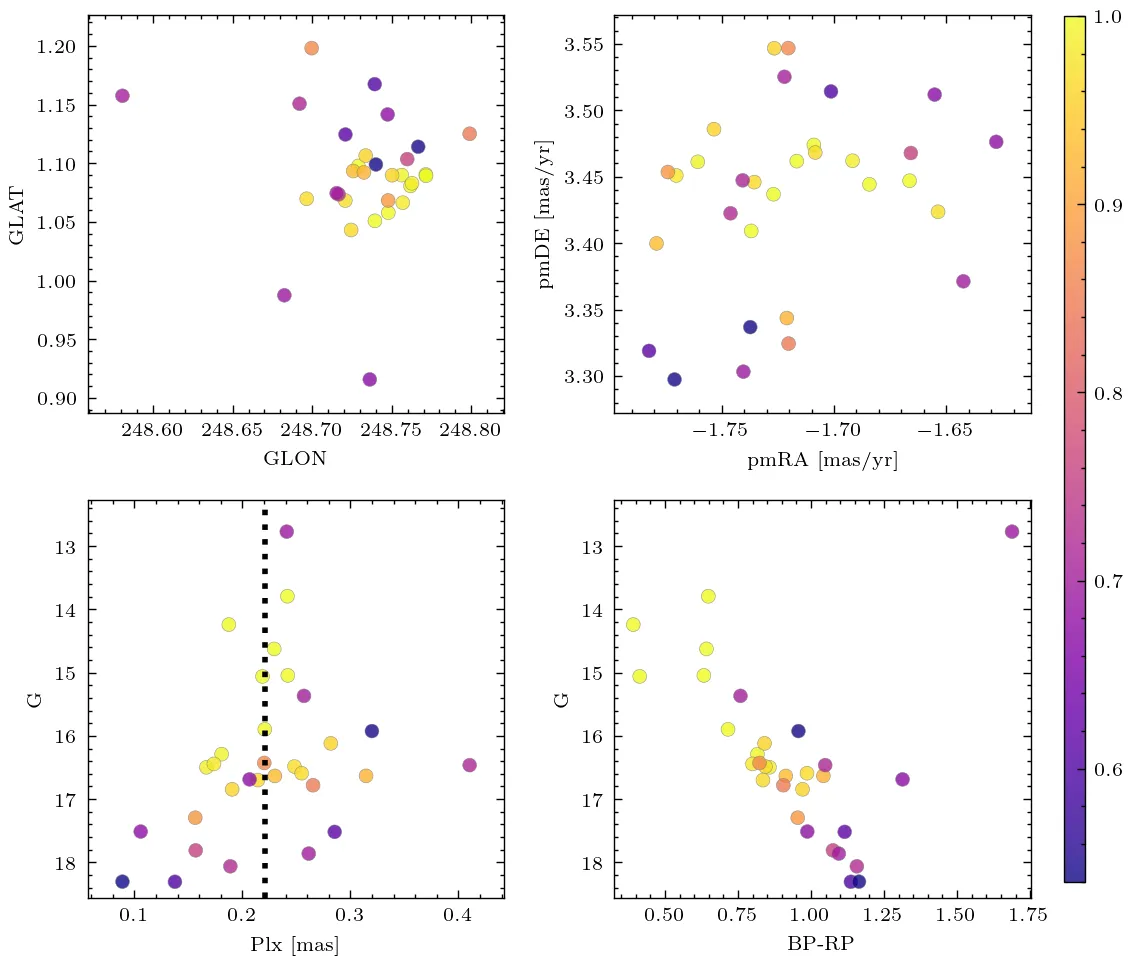 1.20
1.15
1.10
1.05
1.00
0.95
0.90
GLAT
248.60 248.65 248.70 248.75 248.80
GLON
3.55
3.50
3.45
3.40
3.35
3.30
pmDE [mas/yr]
−1.75 −1.70 −1.65
pmRA [mas/yr]
13
14
15
16
17
18
G
0.1 0.2 0.3 0.4
Plx [mas]
13
14
15
16
17
18
G
0.50 0.75 1.00 1.25 1.50 1.75
BP-RP
1.0
0.9
0.8
0.7
0.6